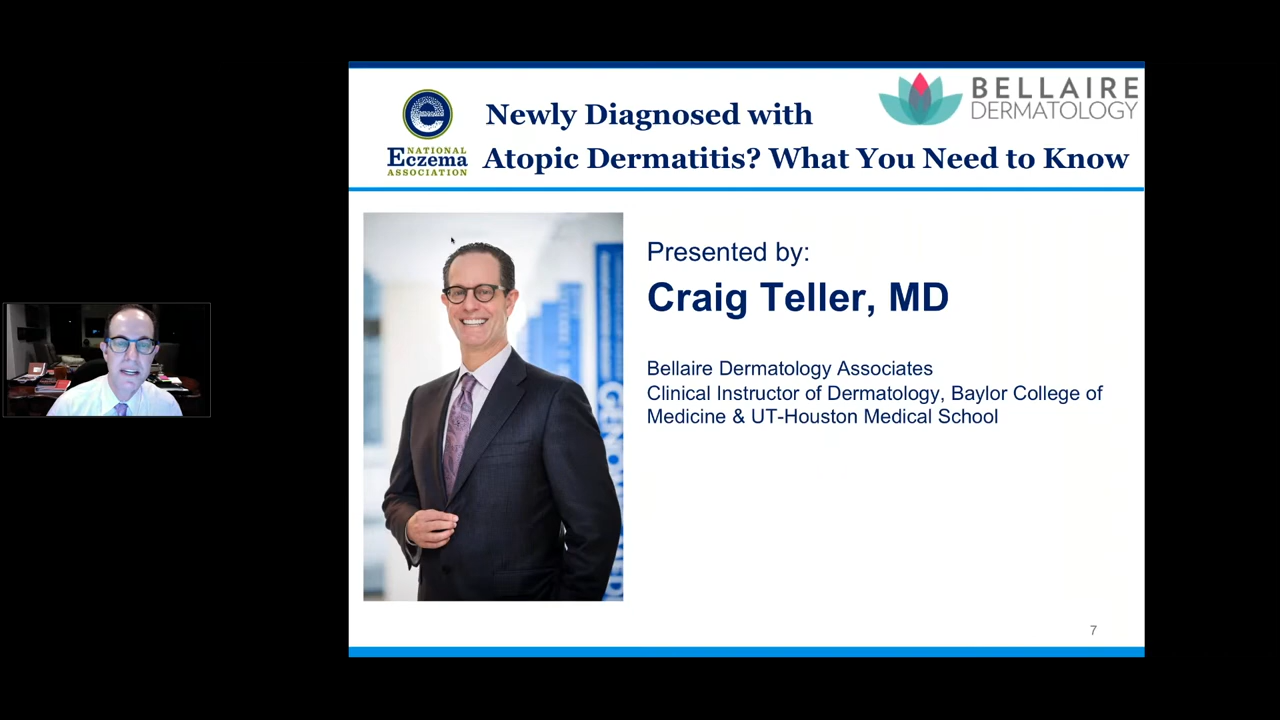 Newly Diagnosed with
Atopic Dermatitis? What You Need to Know
NATIONAL
Eczema
ASSOCIATION
BELLAIRE
DERMATOLOGY
Presented by:
Craig Teller, MD
Bellaire Dermatology Associates
Clinical Instructor of Dermatology, Baylor College of
Medicine & UT-Houston Medical School
7